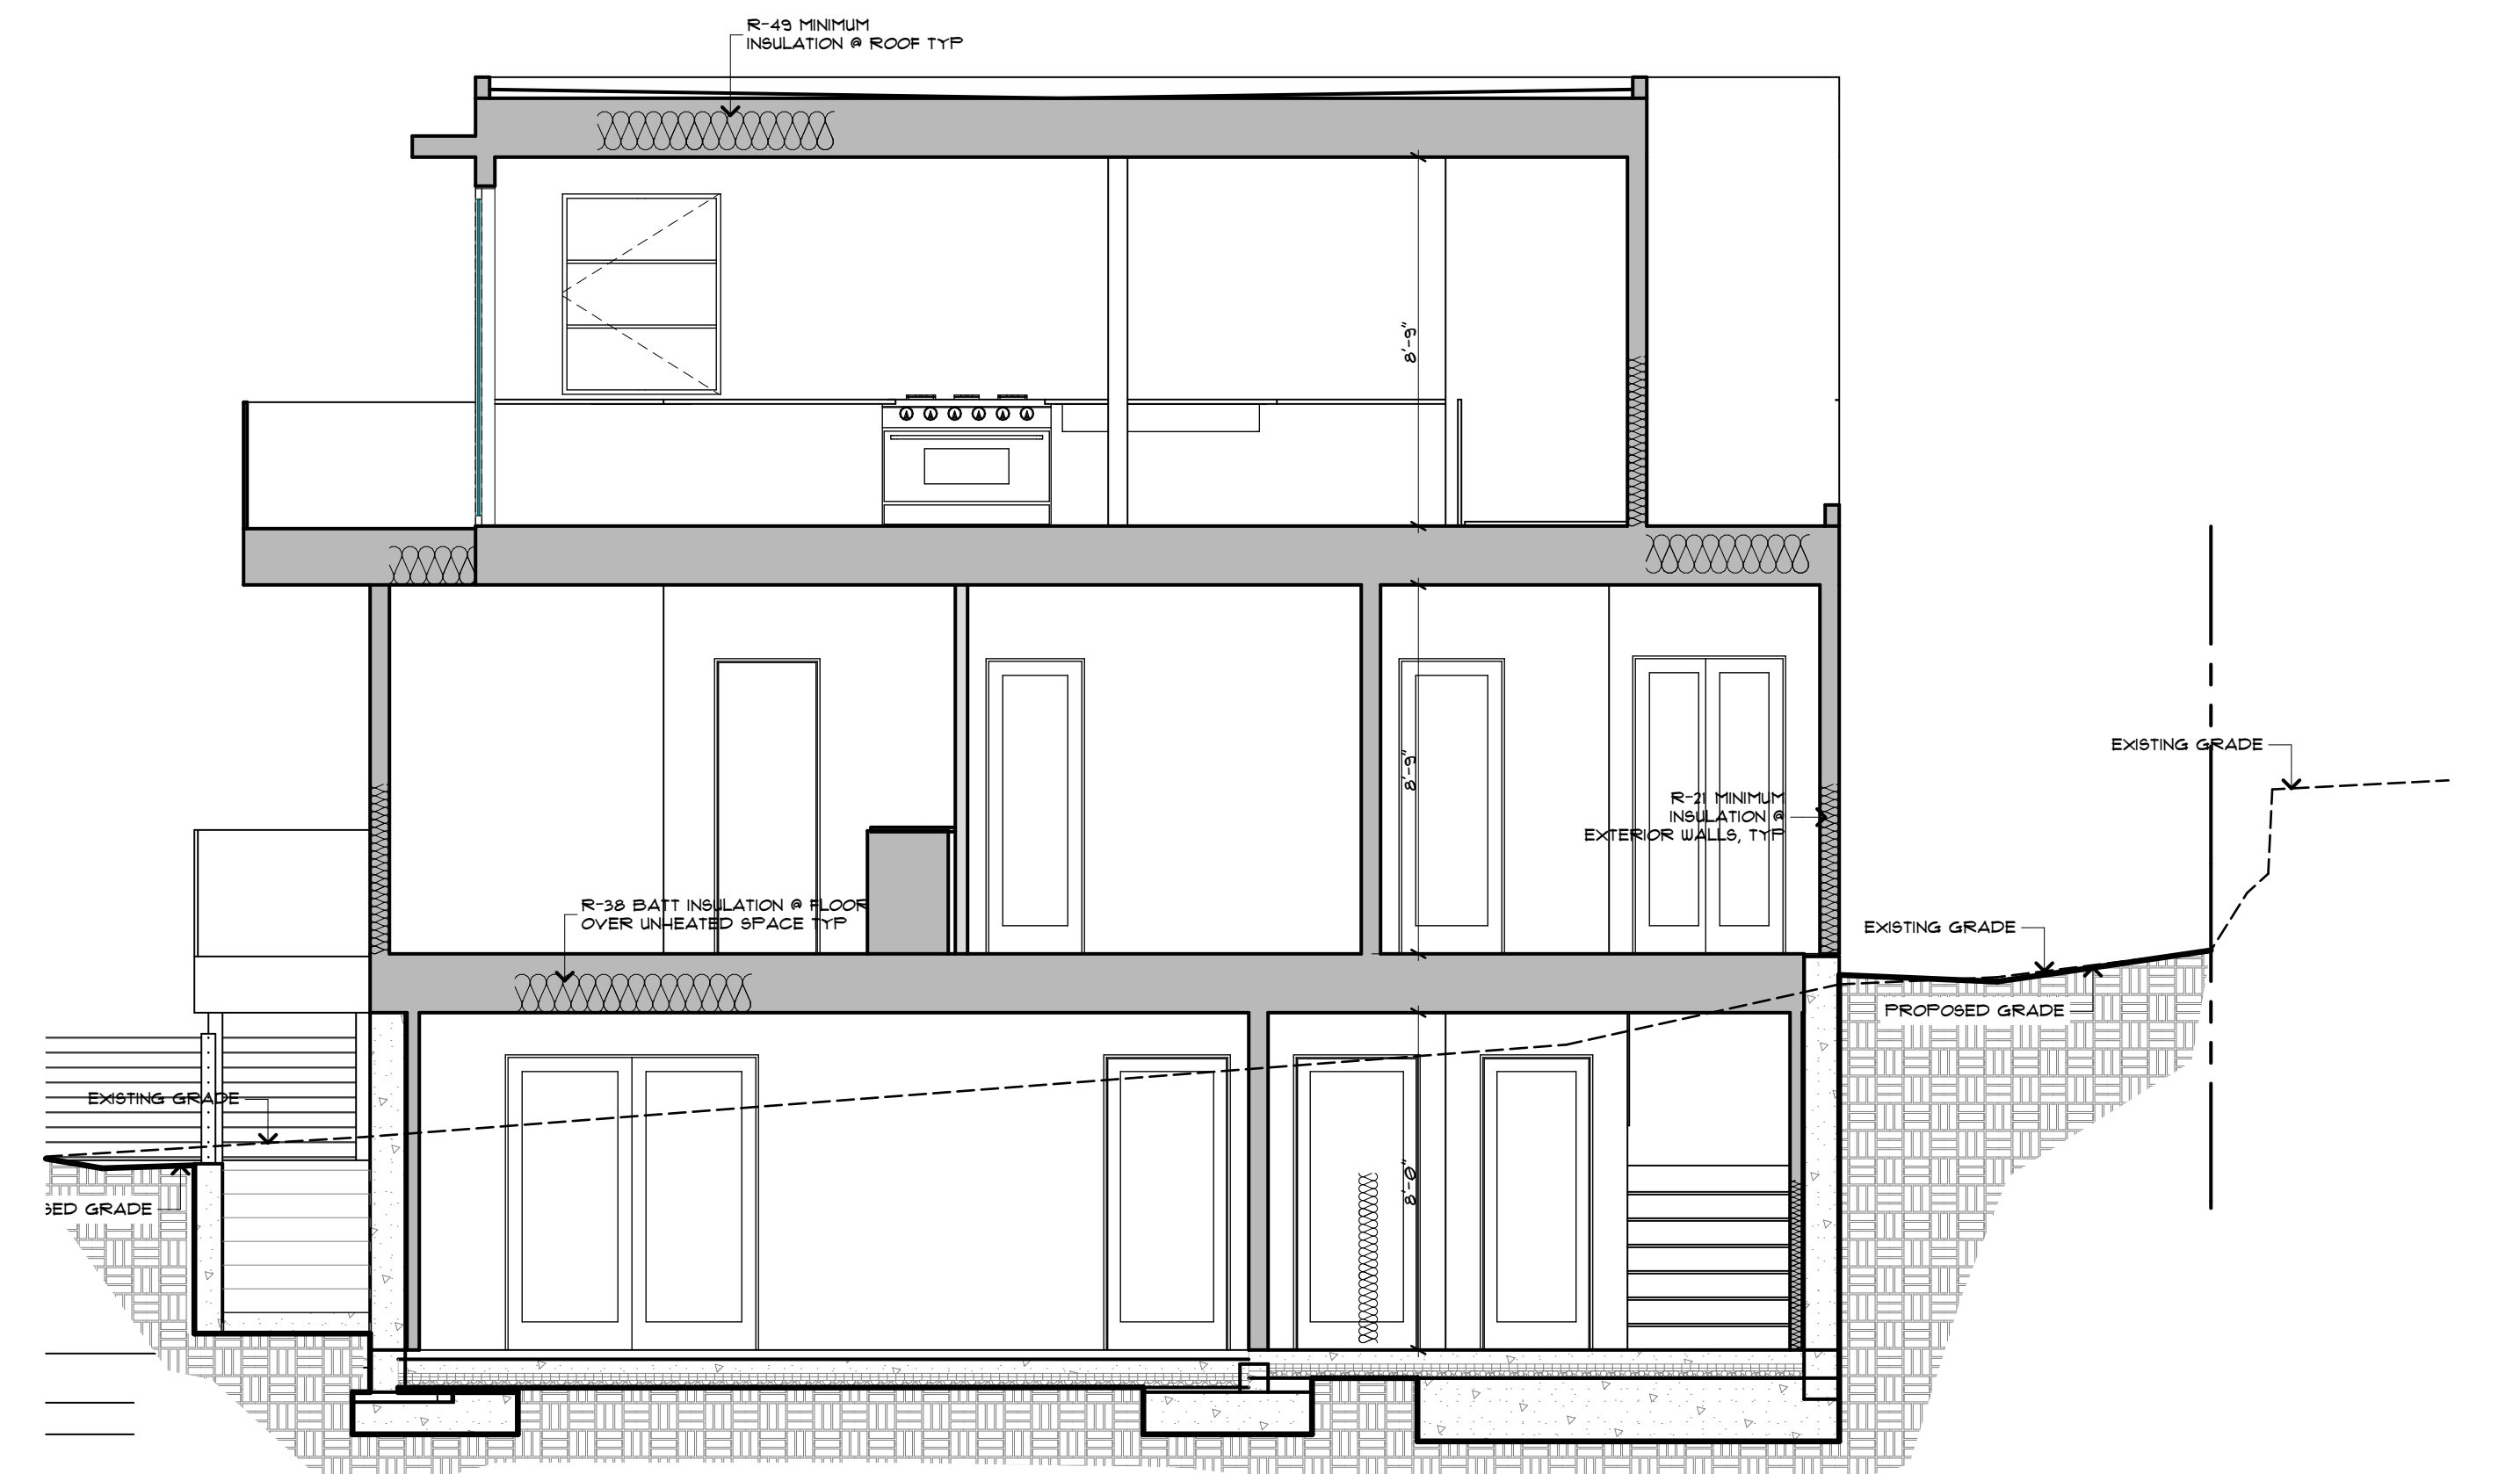 R-49 MINIMUM
INSULATION @ ROOF TYP
8'-9"
EXISTING GRADE
8'-9"
R-21 MINIMUM
INSULATION @
EXTERIOR WALLS, TYP
R-38 BATT INSULATION @ FLOOR
OVER UNHEATED SPACE TYP
EXISTING GRADE
PROPOSED GRADE
EXISTING GRADE
8'-0"
SED GRADE